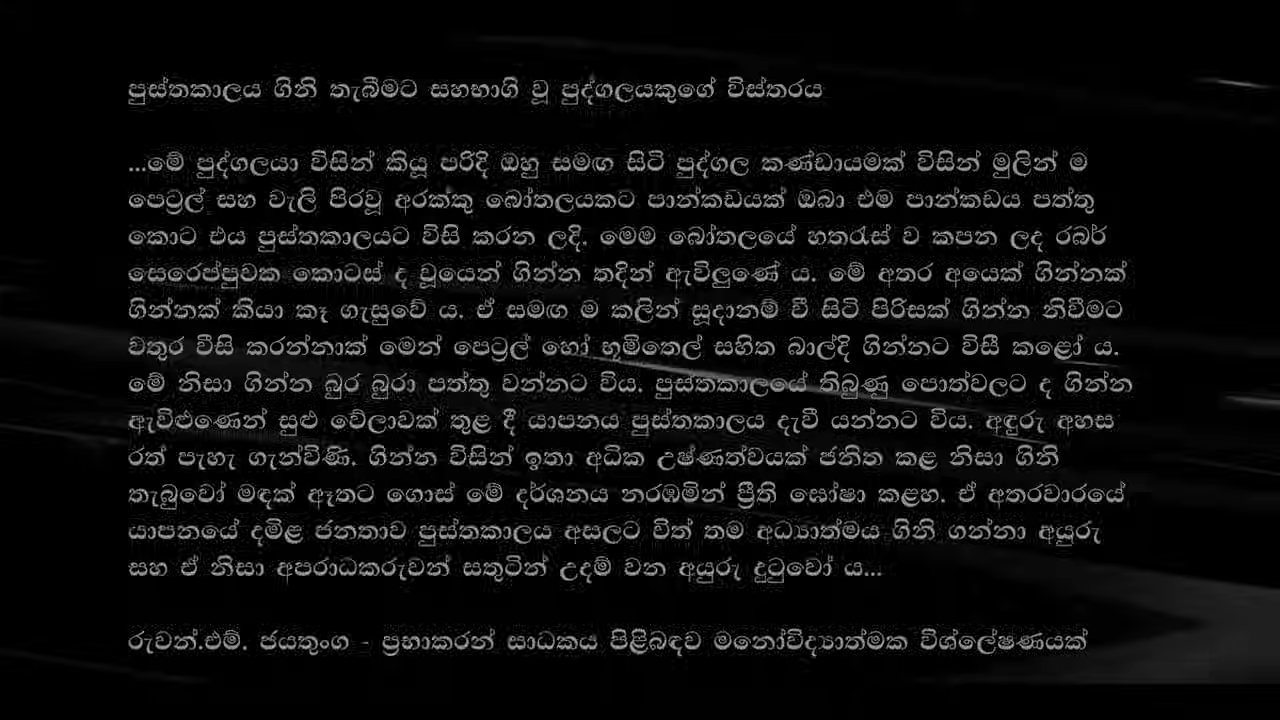 පුස්තකාලය ගිනි තැබීමට සහභාගි වූ පුද්ගලයකුගේ විස්තරය
...මේ පුද්ගලයා විසින් කියූ පරිදි ඔහු සමඟ සිටි පුද්ගල කණ්ඩායමක් විසින් මුලින් ම
පෙට්‍රල් සහ වැලි පිරවූ අරක්කු බෝතලයකට පාන්කඩයක් ඔබා එම පාන්කඩය පත්තු
කොට එය පුස්තකාලයට විසි කරන ලදි. මෙම බෝතලයේ හතරැස් ව කපන ලද රබර්
සෙරෙප්පුවක කොටස් ද වූයෙන් ගින්න තදින් ඇවිලුණේ ය. මේ අතර අයෙක් ගින්නක්
ගින්නක් කියා කෑ ගැසුවේ ය. ඒ සමඟ ම කලින් සූදානම් වී සිටි පිරිසක් ගින්න නිවීමට
වතුර වීසි කරන්නාක් මෙන් පෙට්‍රල් හෝ භූමිතෙල් සහිත බාල්දි ගින්නට විසී කළෝ ය.
මේ නිසා ගින්න බුර බුරා පත්තු වන්නට විය. පුස්තකාලයේ තිබුණු පොත්වලට ද ගින්න
ඇවිළුණෙන් සුළු වේලාවක් තුළ දී යාපනය පුස්තකාලය දැවී යන්නට විය. අඳුරු අහස
රත් පැහැ ගැන්විණි. ගින්න විසින් ඉතා අධික උෂ්ණත්වයක් ජනිත කළ නිසා ගිනි
තැබුවෝ මඳක් ඈතට ගොස් මේ දර්ශනය නරඹමින් ප්‍රීති ඝෝෂා කළහ. ඒ අතරවාරයේ
යාපනයේ දමිළ ජනතාව පුස්තකාලය අසලට විත් තම අධ්‍යාත්මය ගිනි ගන්නා අයුරු
සහ ඒ නිසා අපරාධකරුවන් සතුටින් උදම් වන අයුරු දුටුවෝ ය...
රුවන්.එම්. ජයතුංග - ප්‍රභාකරන් සාධකය පිළිබඳව මනෝවිද්‍යාත්මක විශ්ලේෂණයක්